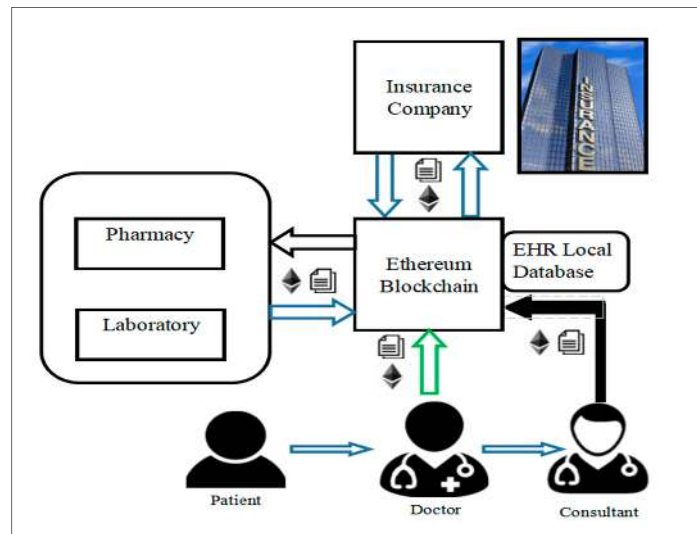 Insurance
Company
INSURANCE
Pharmacy
Laboratory
Ethereum
Blockchain
EHR Local
Database
Patient
Doctor
Consultant